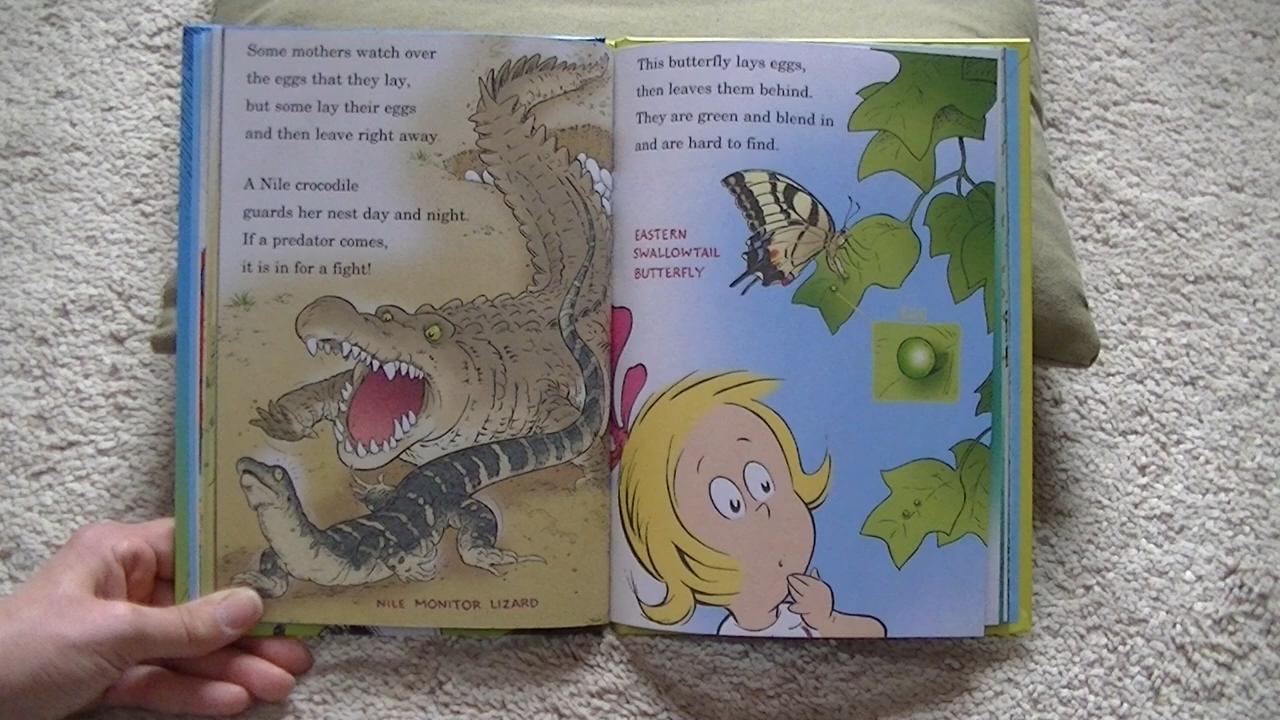 Some mothers watch over
the eggs that they lay,
but some lay their eggs
and then leave right away.
A Nile crocodile
guards her nest day and night.
If a predator comes,
it is in for a fight!
NILE MONITOR LIZARD
This butterfly lays eggs,
then leaves them behind.
They are green and blend in
and are hard to find.
EASTERN
SWALLOWTAIL
BUTTERFLY